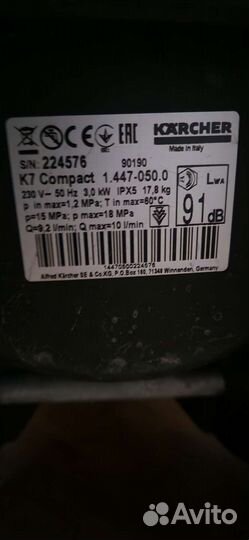 EAC
KÄRCHER
Made in Italy
S/N: 224576
90190
K7 Compact 1.447-050.0
230 V~ 50 Hz 3,0 kW IPX5 17,8 kg
p in max=1,2 MPa; T in max=60°C
p=15 MPa; p max=18 MPa
Q=9,2 l/min; Q max=10 l/min
LWA
91 dB
14470500224576
Alfred Kärcher SE & Co.KG, P.O.Box 160, 71349 Winnenden, Germany
Avito